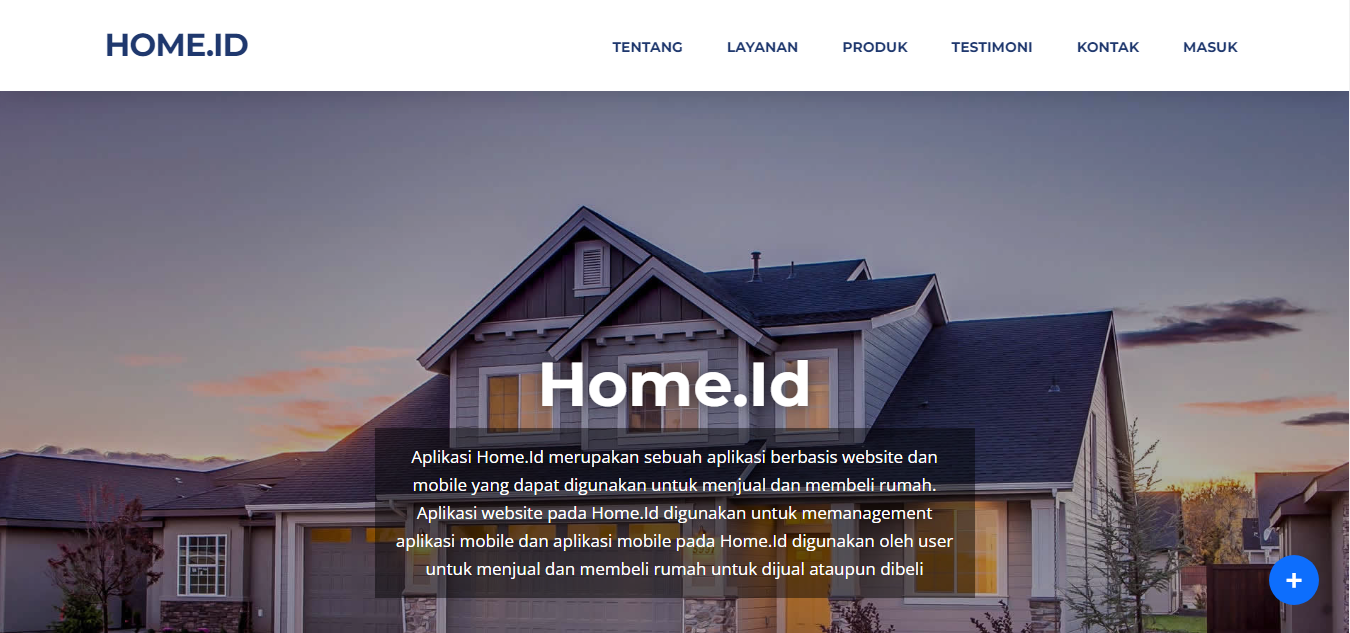 HOME.ID
TENTANG LAYANAN PRODUK TESTIMONI KONTAK MASUK
Home.Id
Aplikasi Home.Id merupakan sebuah aplikasi berbasis website dan
mobile yang dapat digunakan untuk menjual dan membeli rumah.
Aplikasi website pada Home.Id digunakan untuk memanagement
aplikasi mobile dan aplikasi mobile pada Home.Id digunakan oleh user
untuk menjual dan membeli rumah untuk dijual ataupun dibeli
+